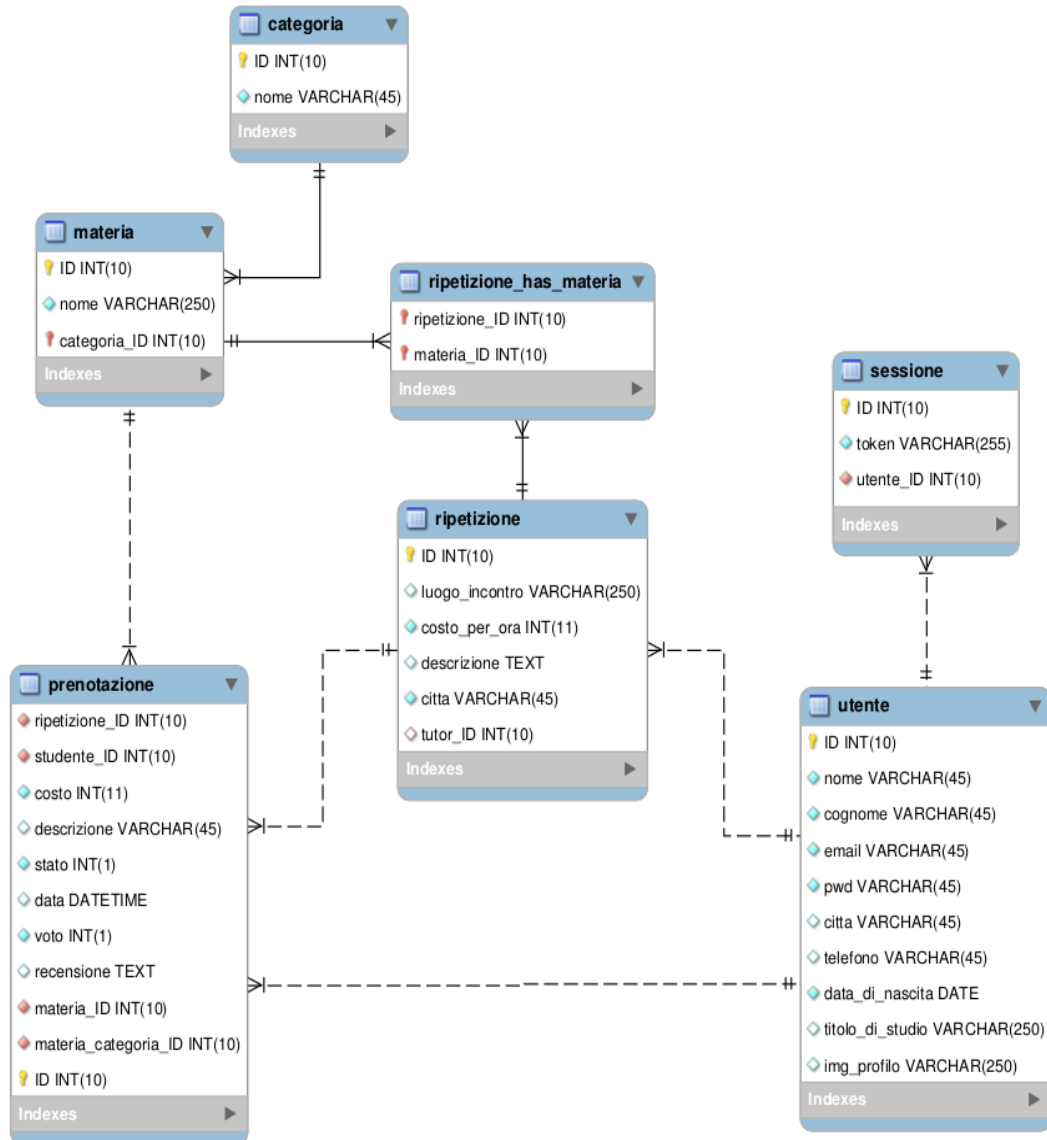 categoria
ID INT(10)
nome VARCHAR(45)
Indexes
materia
ID INT(10)
nome VARCHAR(250)
categoria_ID INT(10)
Indexes
ripetizione_has_materia
ripetizione_ID INT(10)
materia_ID INT(10)
Indexes
sessione
ID INT(10)
token VARCHAR(255)
utente_ID INT(10)
Indexes
ripetizione
ID INT(10)
luogo_incontro VARCHAR(250)
costo_per_ora INT(11)
descrizione TEXT
citta VARCHAR(45)
tutor_ID INT(10)
Indexes
prenotazione
ripetizione_ID INT(10)
studente_ID INT(10)
costo INT(11)
descrizione VARCHAR(45)
stato INT(1)
data DATETIME
voto INT(1)
recensione TEXT
materia_ID INT(10)
materia_categoria_ID INT(10)
ID INT(10)
Indexes
utente
ID INT(10)
nome VARCHAR(45)
cognome VARCHAR(45)
email VARCHAR(45)
pwd VARCHAR(45)
citta VARCHAR(45)
telefono VARCHAR(45)
data_di_nascita DATE
titolo_di_studio VARCHAR(250)
img_profilo VARCHAR(250)
Indexes